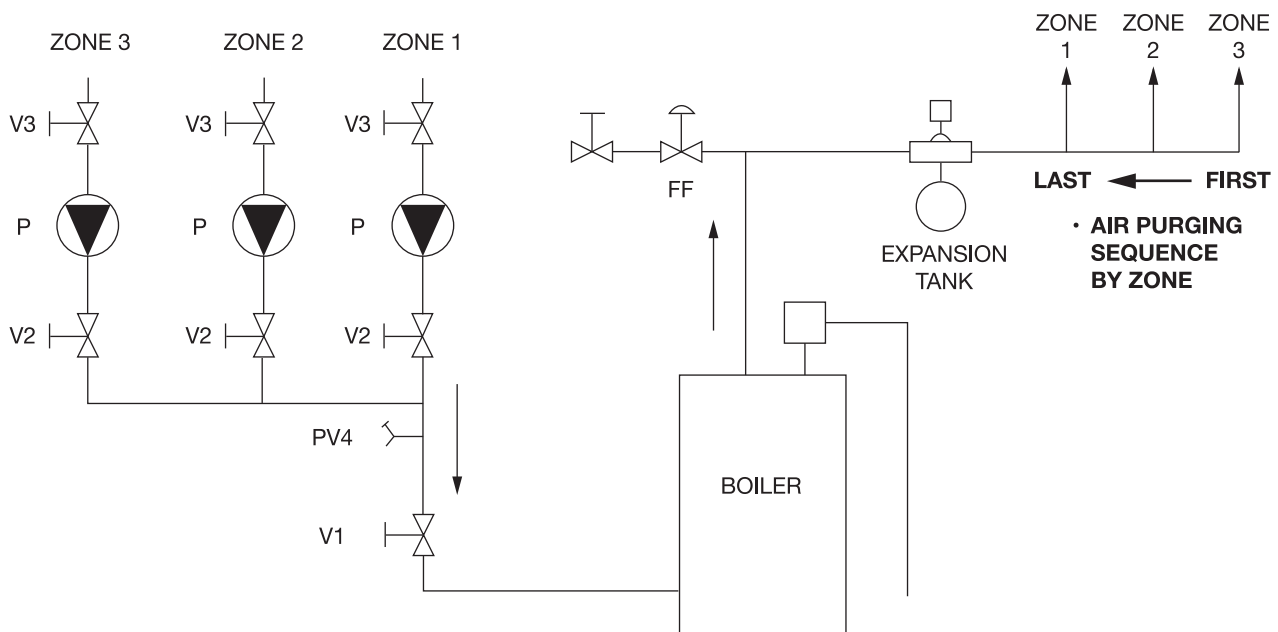 ZONE 3
ZONE 2
ZONE 1
ZONE
1
ZONE
2
ZONE
3
V3
V3
V3
FF
LAST
FIRST
P
P
P
EXPANSION
TANK
· AIR PURGING
SEQUENCE
BY ZONE
V2
V2
V2
PV4
BOILER
V1